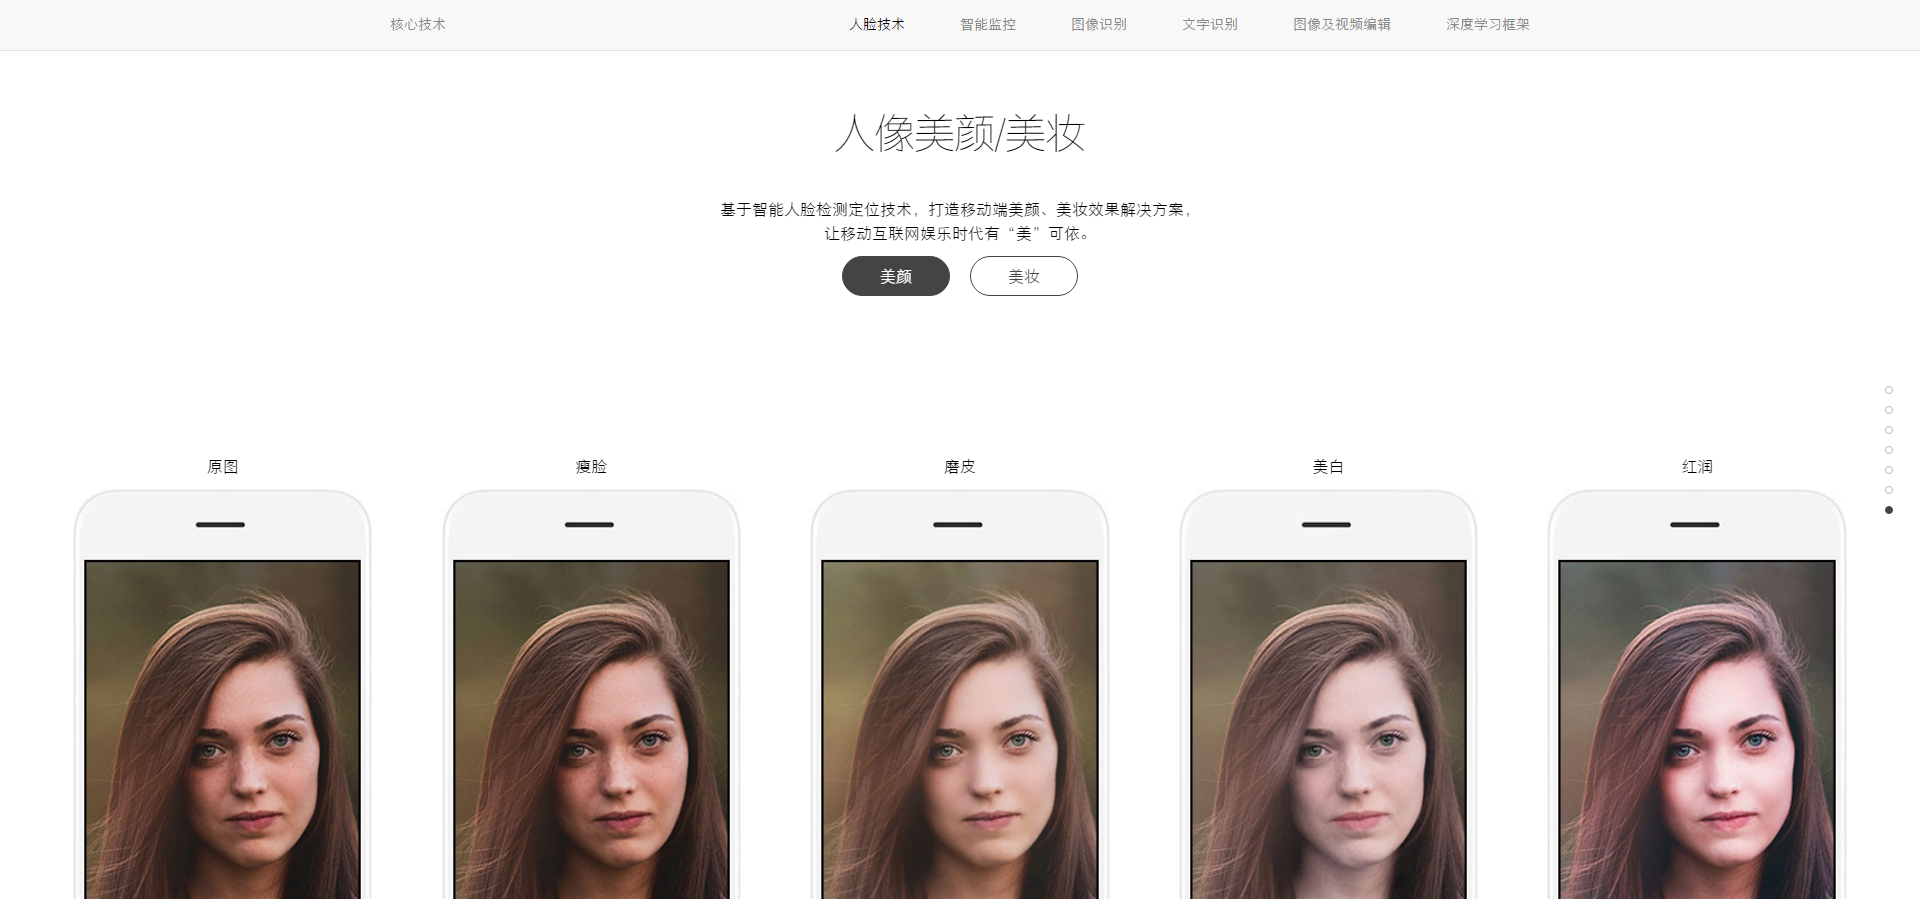 核心技术
人脸技术
智能监控
图像识别
文字识别
图像及视频编辑
深度学习框架
人像美颜/美妆
基于智能人脸检测定位技术，打造移动端美颜、美妆效果解决方案，
让移动互联网娱乐时代有“美”可依。
美颜
美妆
原图
瘦脸
磨皮
美白
红润